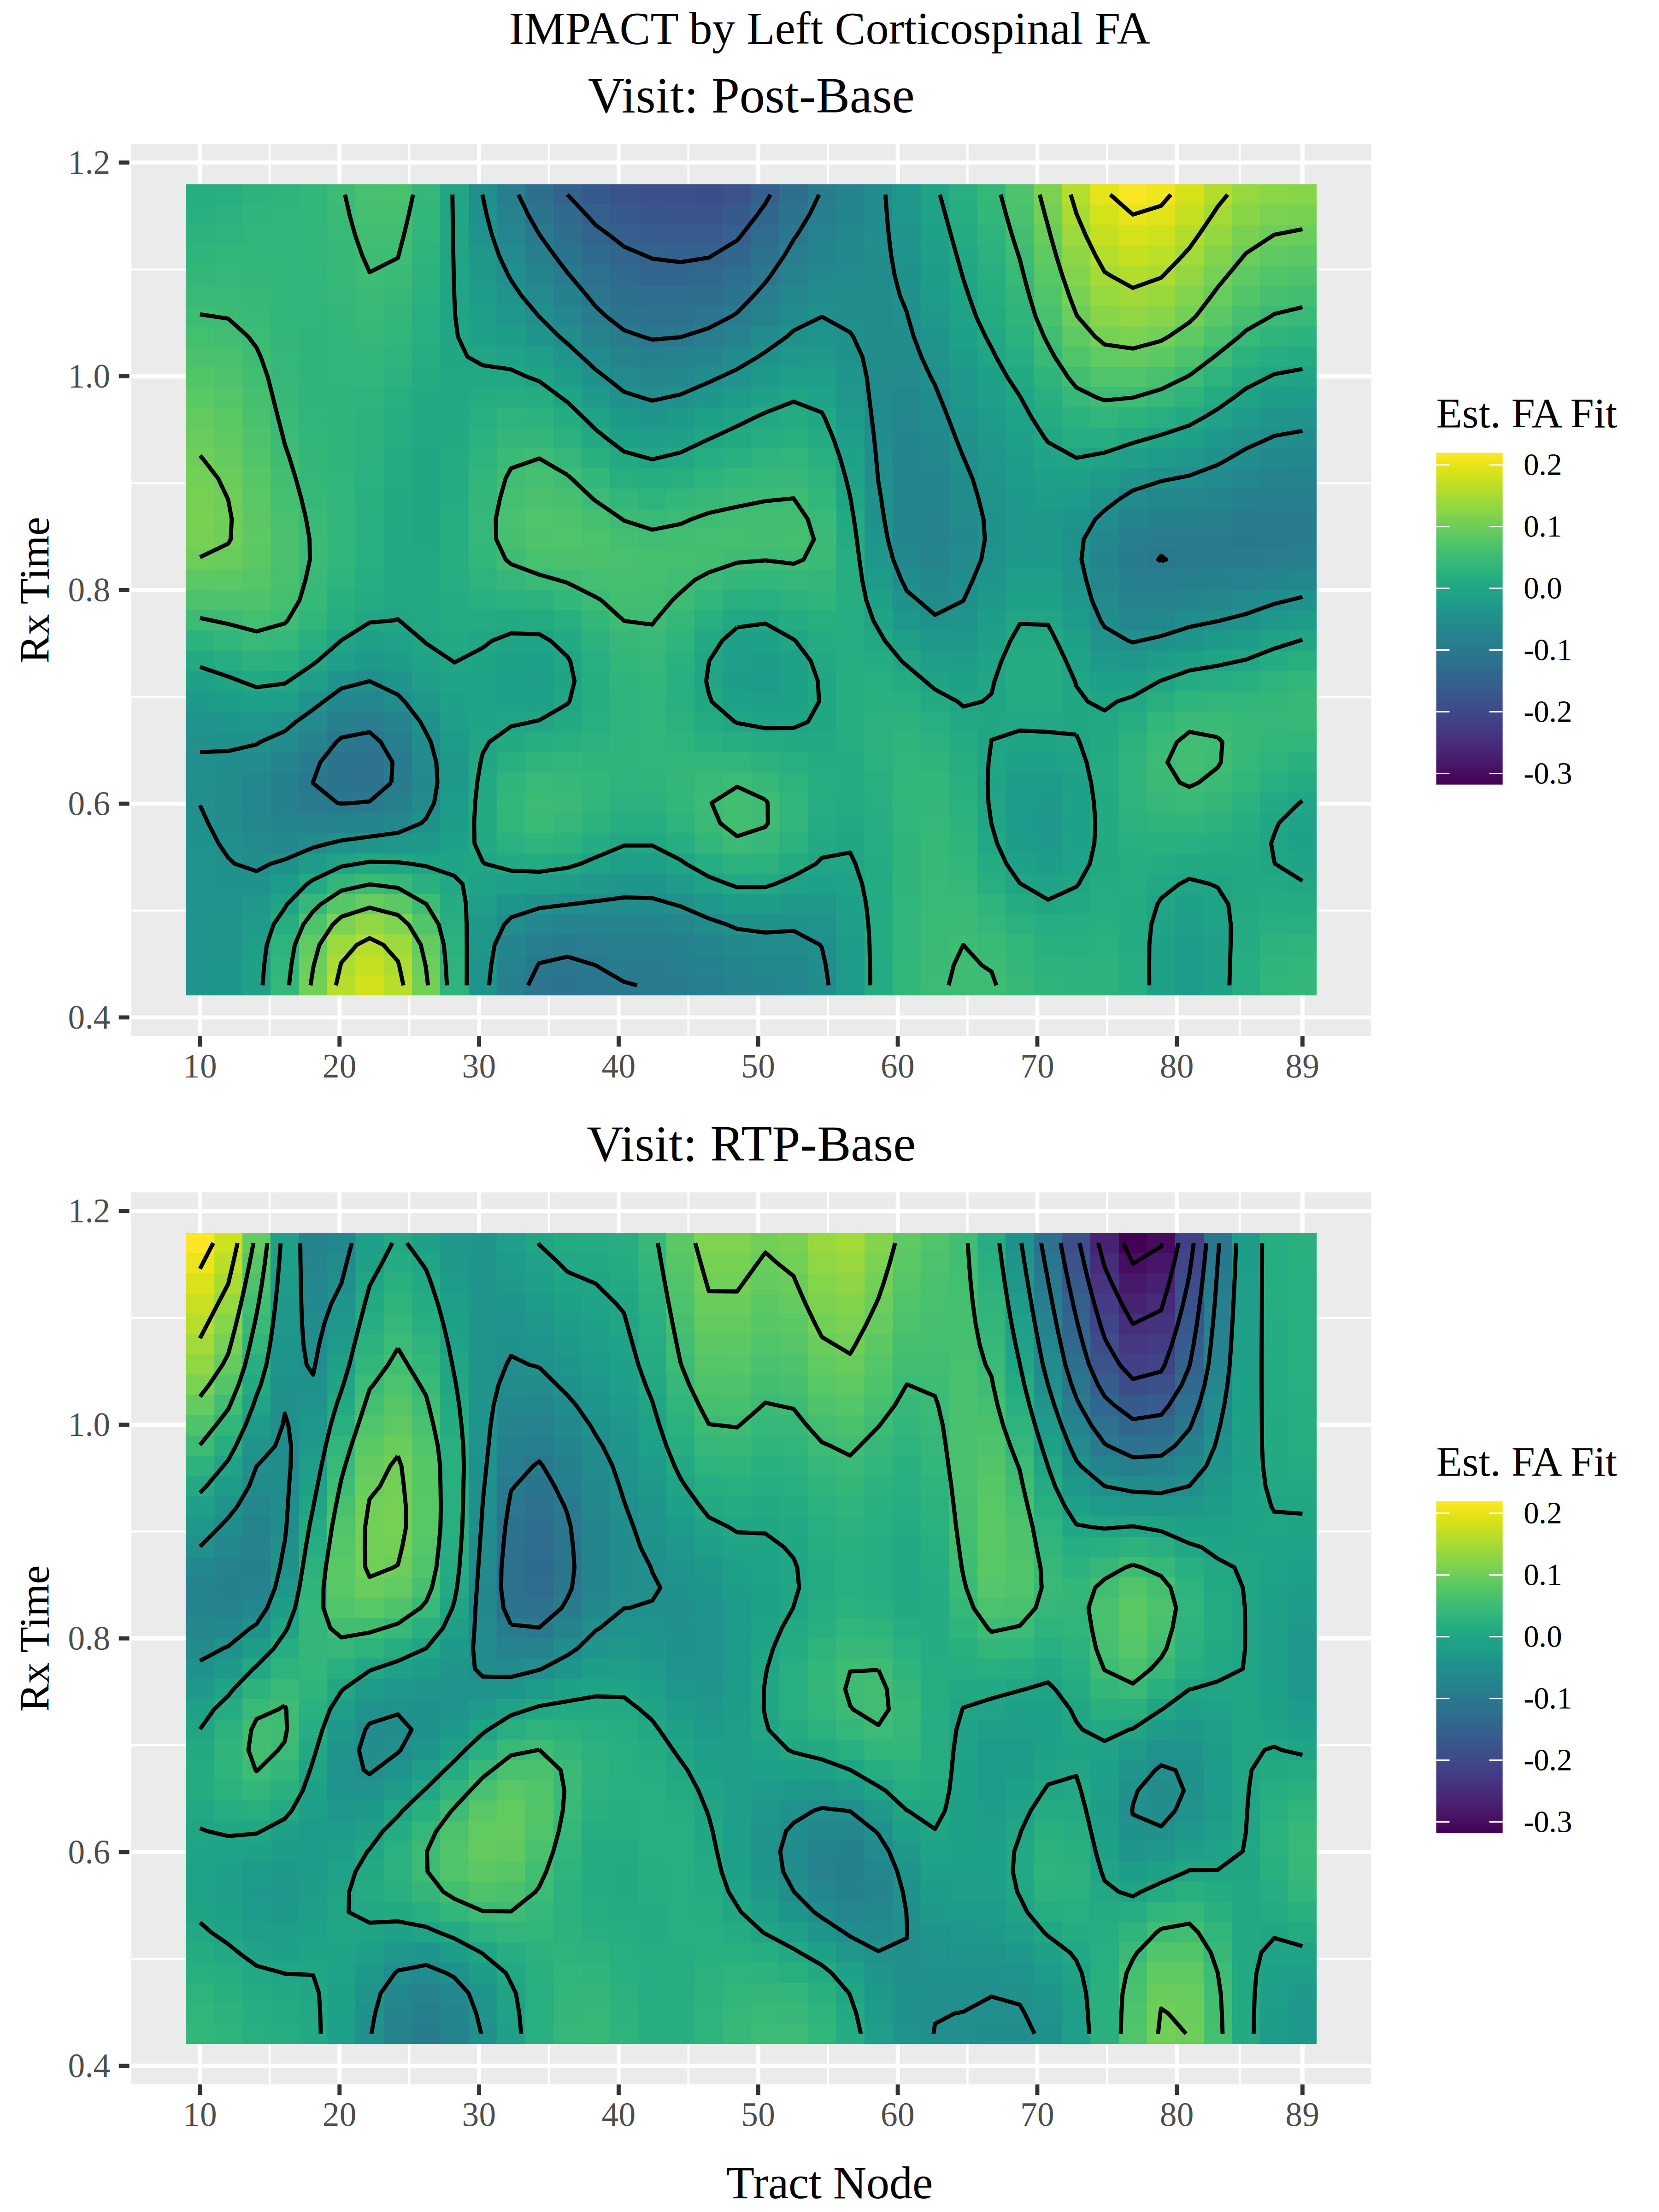 IMPACT by Left Corticospinal FA
Visit: Post-Base
1.2
1.0
0.8
0.6
0.4
Rx Time
10 20 30 40 50 60 70 80 89
Est. FA Fit
0.2
0.1
0.0
-0.1
-0.2
-0.3
Visit: RTP-Base
1.2
1.0
0.8
0.6
0.4
Rx Time
10 20 30 40 50 60 70 80 89
Est. FA Fit
0.2
0.1
0.0
-0.1
-0.2
-0.3
Tract Node